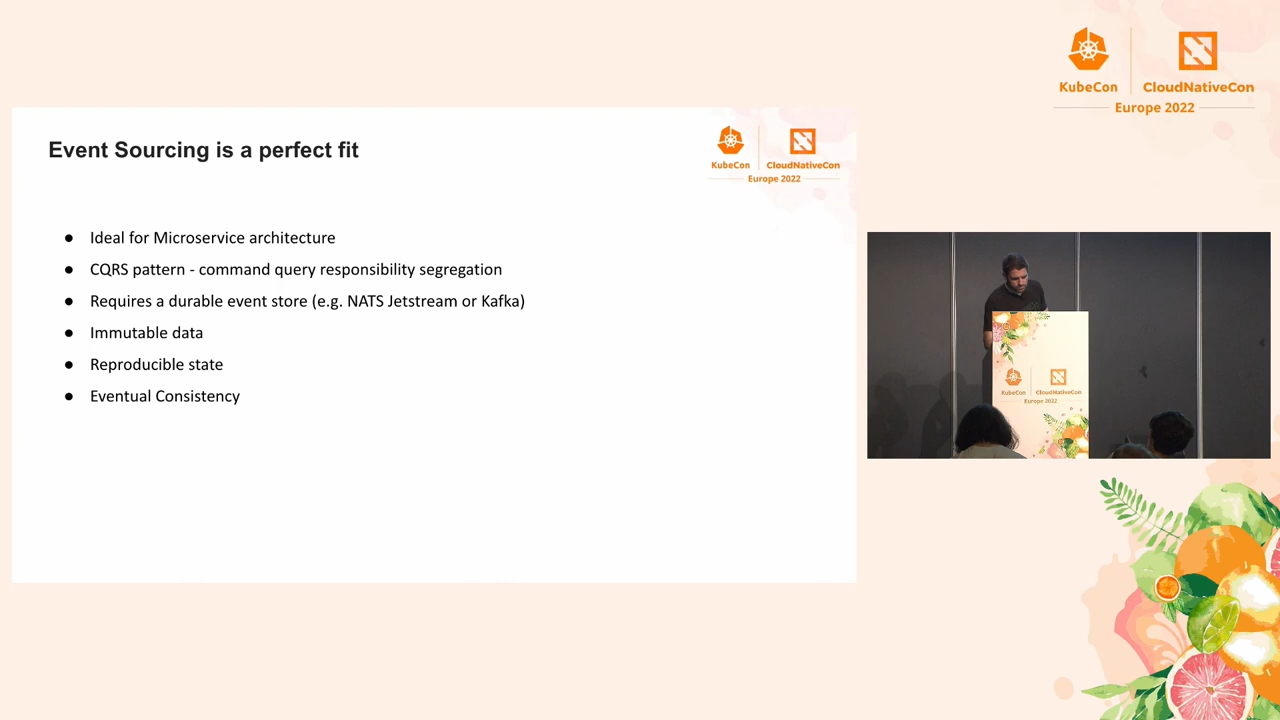 KubeCon
CloudNativeCon
Europe 2022
Event Sourcing is a perfect fit
KubeCon
CloudNativeCon
Europe 2022
● Ideal for Microservice architecture
● CQRS pattern - command query responsibility segregation
● Requires a durable event store (e.g. NATS Jetstream or Kafka)
● Immutable data
● Reproducible state
● Eventual Consistency
KubeCon
CloudNativeCon
Europe 2022